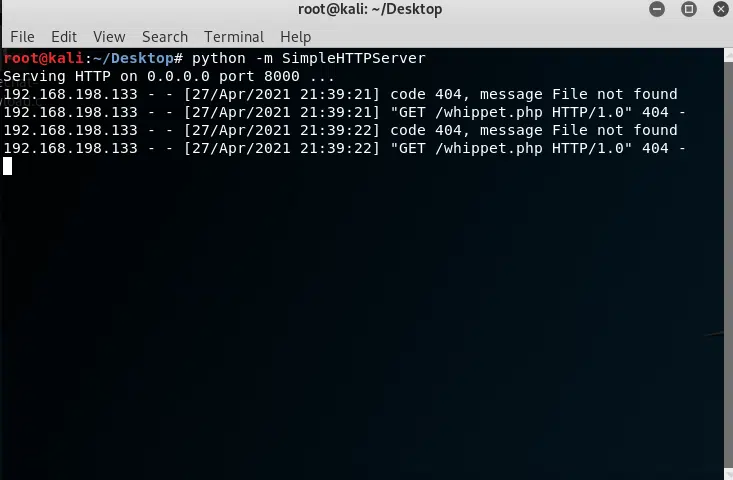 root@kali: ~/Desktop
File Edit View Search Terminal Help
root@kali:~/Desktop# python -m SimpleHTTPServer
Serving HTTP on 0.0.0.0 port 8000 ...
192.168.198.133 - - [27/Apr/2021 21:39:21] code 404, message File not found
192.168.198.133 - - [27/Apr/2021 21:39:21] "GET /whippet.php HTTP/1.0" 404 -
192.168.198.133 - - [27/Apr/2021 21:39:22] code 404, message File not found
192.168.198.133 - - [27/Apr/2021 21:39:22] "GET /whippet.php HTTP/1.0" 404 -